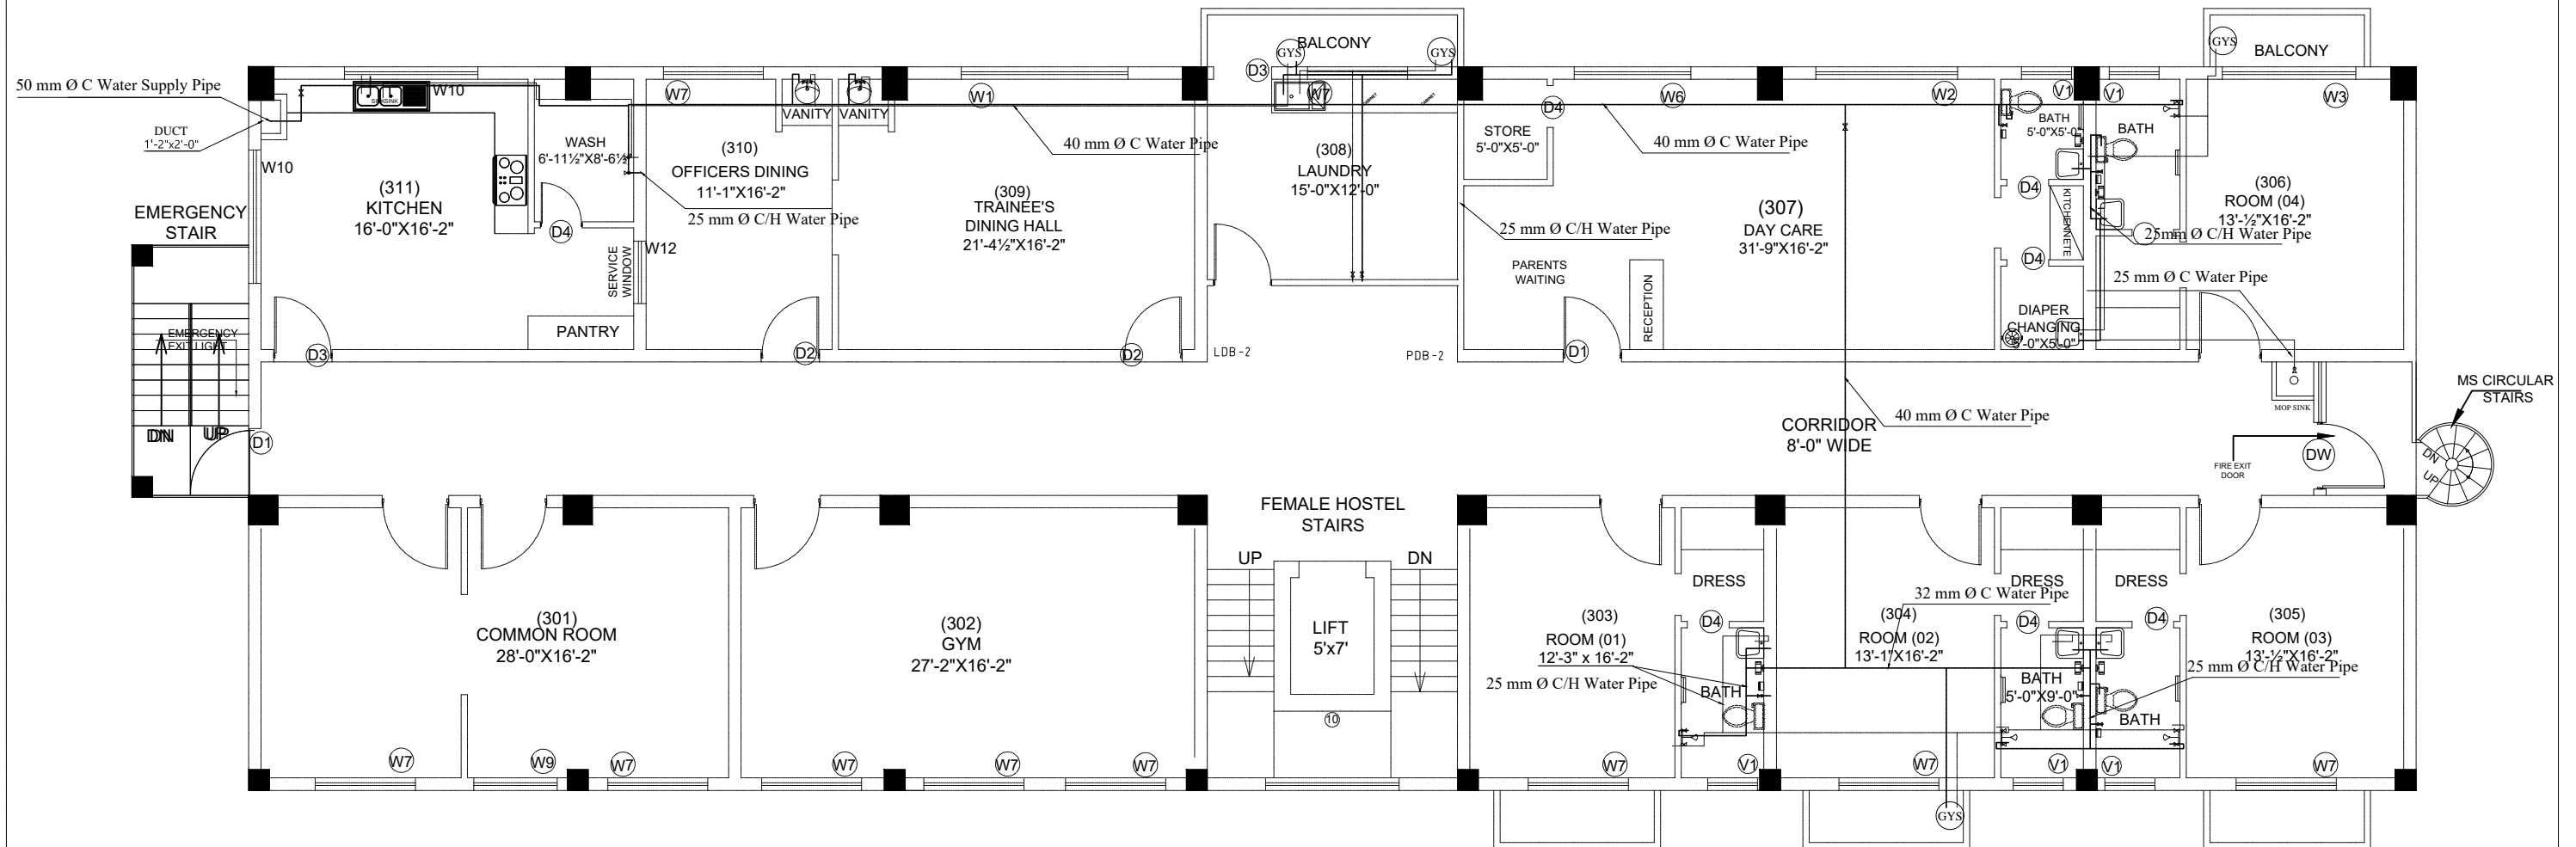 BALCONY
GYS
GYS
D3
GYS
BALCONY
50 mm Ø C Water Supply Pipe
DUCT
1'-2"x2'-0"
W10
SINK
SINK
W10
W7
VANITY
VANITY
W1
W7
W6
D4
W2
V1
V1
W3
WASH
6'-11½"X8'-6½"
(310)
OFFICERS DINING
11'-1"X16'-2"
40 mm Ø C Water Pipe
(308)
LAUNDRY
15'-0"X12'-0"
STORE
5'-0"X5'-0"
40 mm Ø C Water Pipe
BATH
5'-0"X5'-0"
BATH
(311)
KITCHEN
16'-0"X16'-2"
(309)
TRAINEE'S
DINING HALL
21'-4½"X16'-2"
(307)
DAY CARE
31'-9"X16'-2"
D4
KITCHENNETE
(306)
ROOM (04)
13'-½"X16'-2"
EMERGENCY
STAIR
25 mm Ø C/H Water Pipe
25 mm Ø C/H Water Pipe
25mm Ø C/H Water Pipe
D4
SERVICE
WINDOW
W12
PARENTS
WAITING
RECEPTION
D4
25 mm Ø C Water Pipe
DIAPER
CHANGING
5'-0"X5'-0"
EMERGENCY
EXIT LIGHT
PANTRY
D3
D2
D2
LDB-2
PDB-2
D1
DN
UP
D1
CORRIDOR
8'-0" WIDE
40 mm Ø C Water Pipe
MOP SINK
FIRE EXIT
DOOR
DW
MS CIRCULAR
STAIRS
DN
UP
FEMALE HOSTEL
STAIRS
UP
DN
(301)
COMMON ROOM
28'-0"X16'-2"
(302)
GYM
27'-2"X16'-2"
LIFT
5'x7'
10
(303)
ROOM (01)
12'-3" x 16'-2"
25 mm Ø C/H Water Pipe
DRESS
D4
BATH
32 mm Ø C Water Pipe
(304)
ROOM (02)
13'-1"X16'-2"
DRESS
D4
BATH
5'-0"X9'-0"
DRESS
D4
BATH
(305)
ROOM (03)
13'-½"X16'-2"
25 mm Ø C/H Water Pipe
W7
W9
W7
W7
W7
W7
W7
V1
W7
V1
V1
W7
GYS